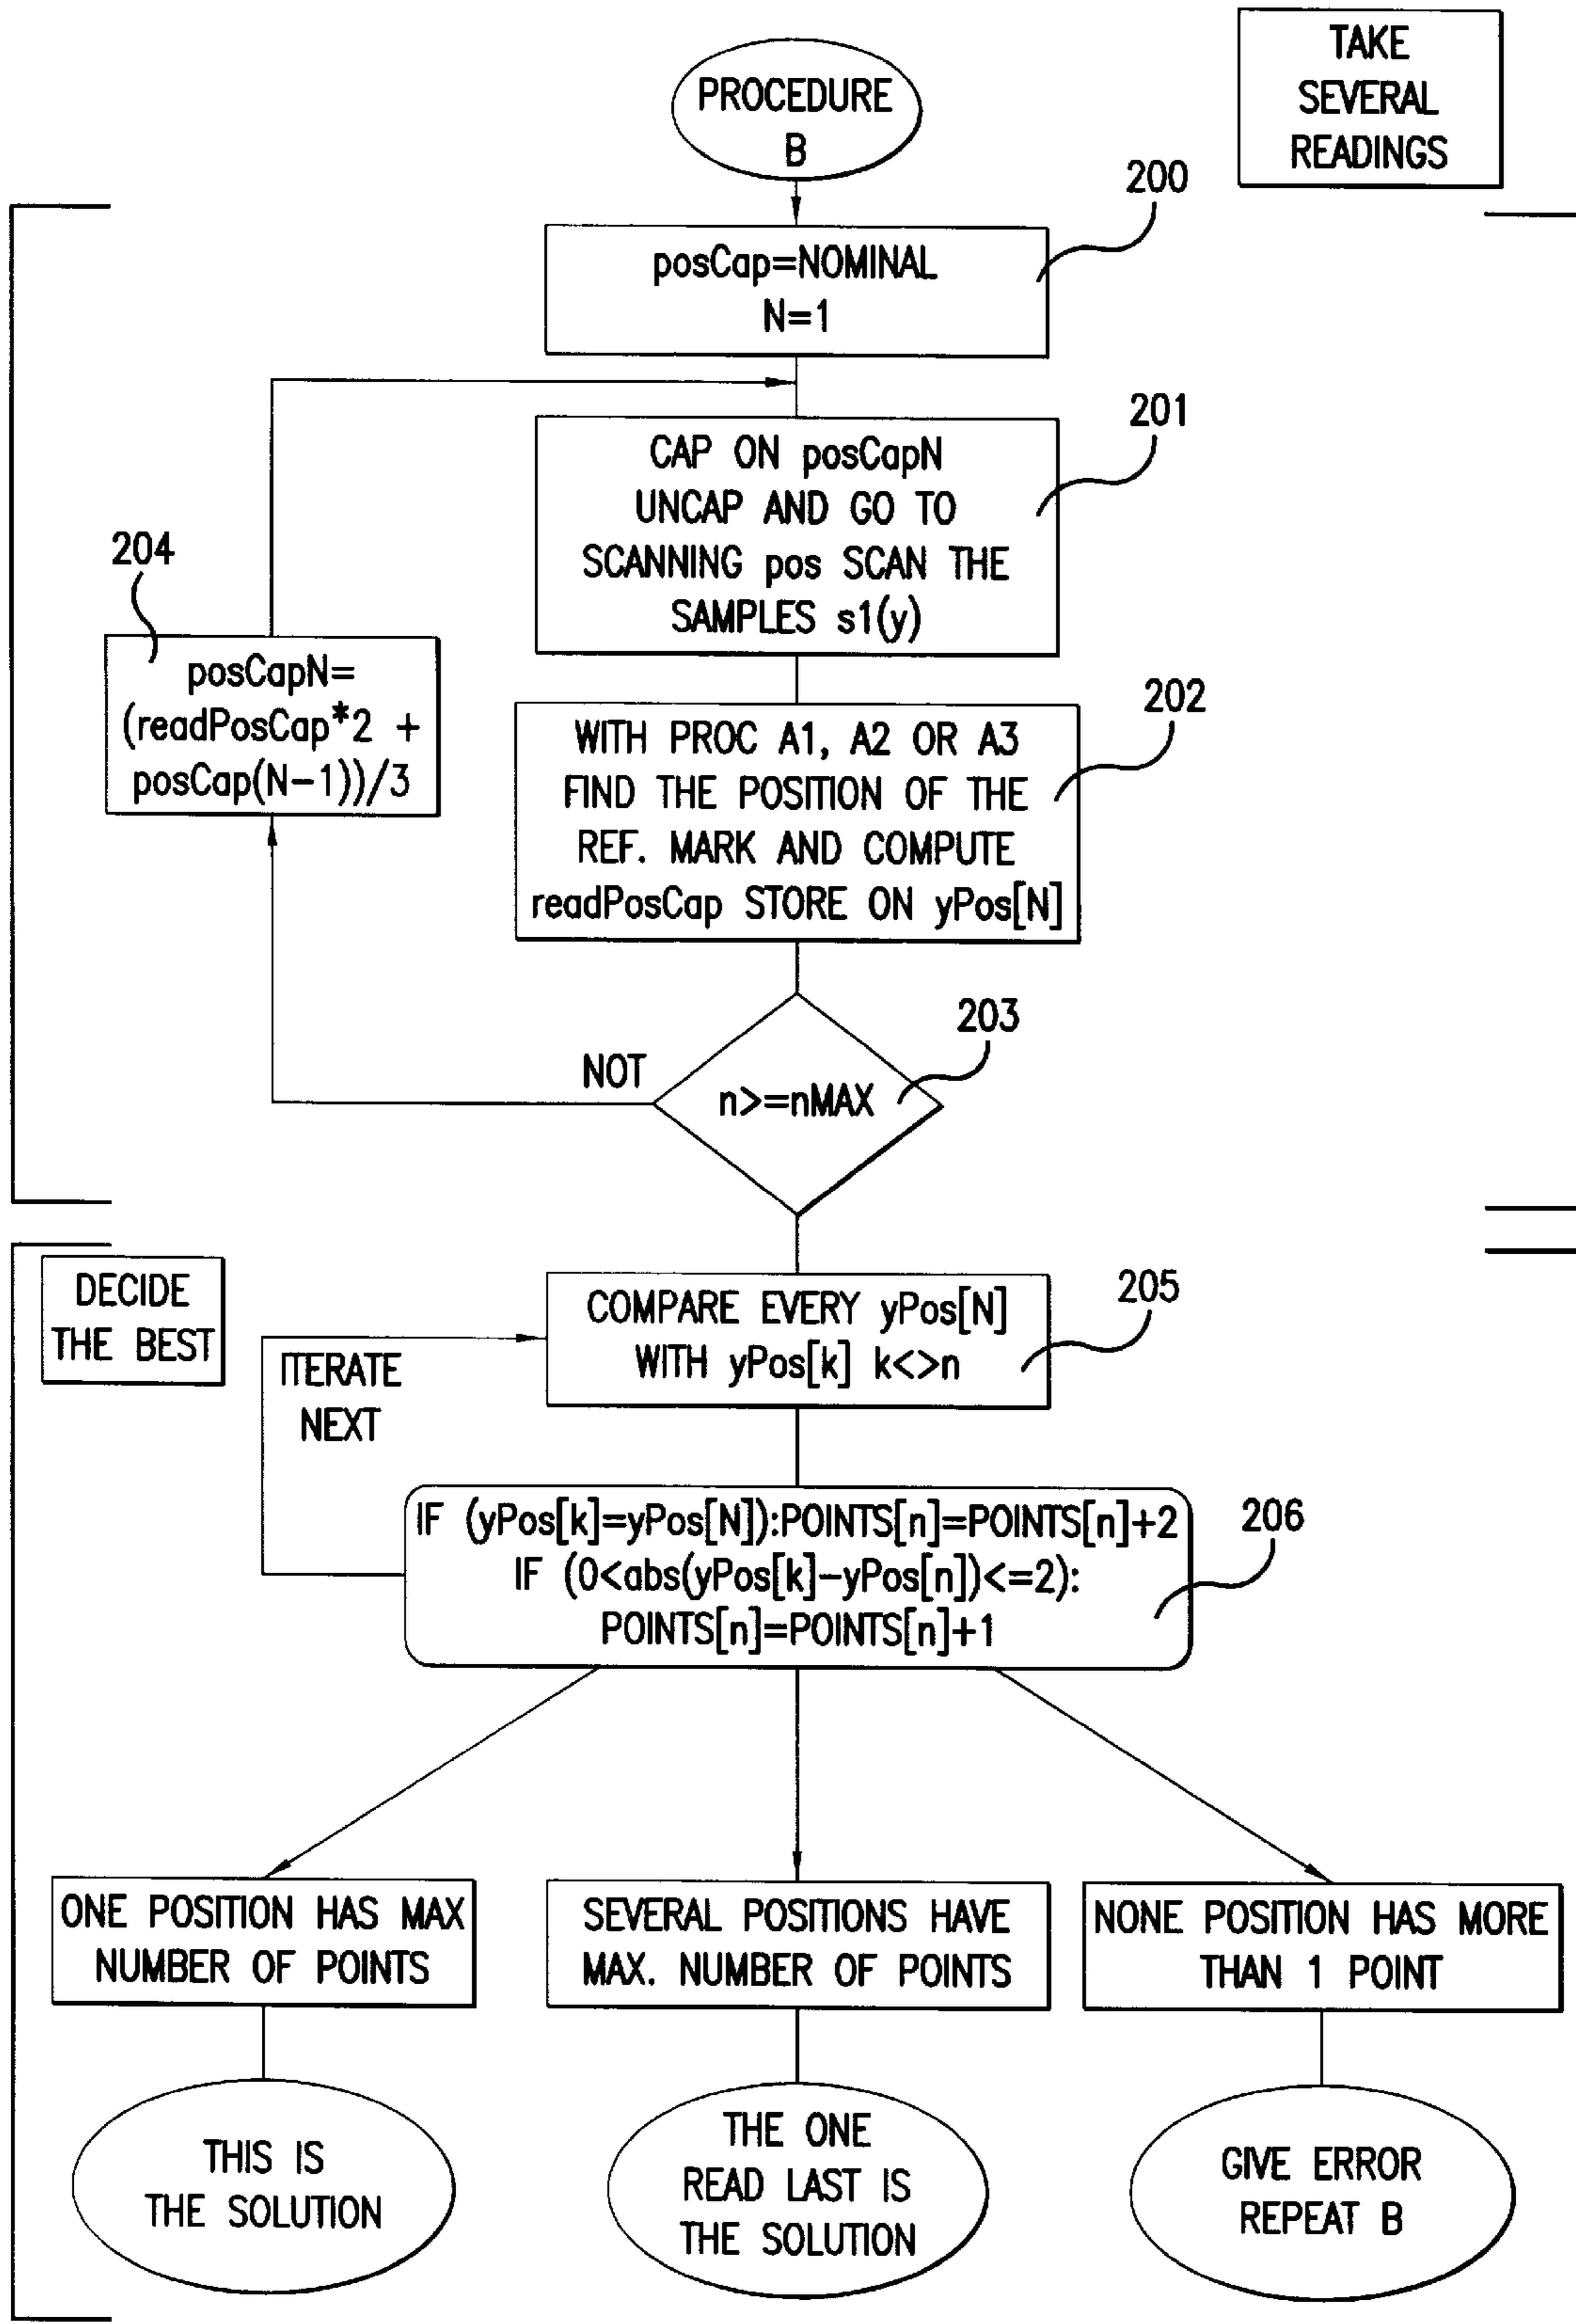 TAKE
SEVERAL
READINGS
PROCEDURE
B
200
posCap=NOMINAL
N=1
201
CAP ON posCapN
UNCAP AND GO TO
SCANNING pos SCAN THE
SAMPLES s1(y)
204
posCapN=
(readPosCap*2 +
posCap(N-1))/3
202
WITH PROC A1, A2 OR A3
FIND THE POSITION OF THE
REF. MARK AND COMPUTE
readPosCap STORE ON yPos[N]
203
NOT
n>=nMAX
DECIDE
THE BEST
205
COMPARE EVERY yPos[N]
WITH yPos[k] k<>n
ITERATE
NEXT
206
IF (yPos[k]=yPos[N]):POINTS[n]=POINTS[n]+2
IF (0<abs(yPos[k]-yPos[n])<=2):
POINTS[n]=POINTS[n]+1
ONE POSITION HAS MAX
NUMBER OF POINTS
SEVERAL POSITIONS HAVE
MAX. NUMBER OF POINTS
NONE POSITION HAS MORE
THAN 1 POINT
THIS IS
THE SOLUTION
THE ONE
READ LAST IS
THE SOLUTION
GIVE ERROR
REPEAT B